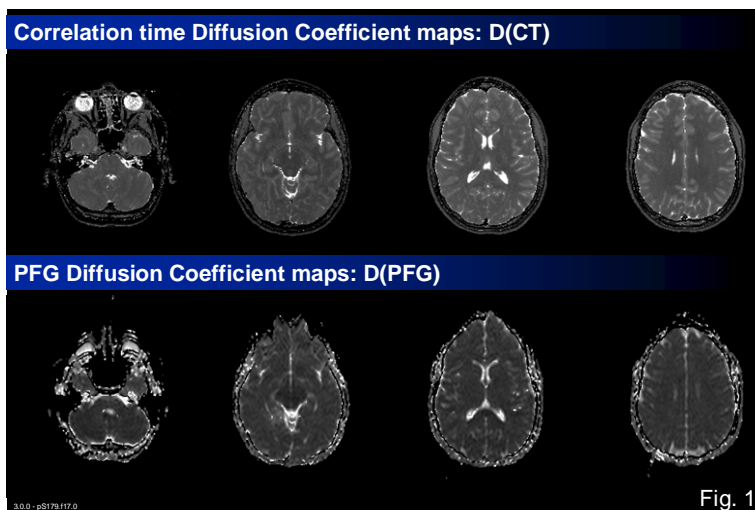 Correlation time Diffusion Coefficient maps: D(CT)
PFG Diffusion Coefficient maps: D(PFG)
3.0.0 - pS179.f17.0
Fig. 1